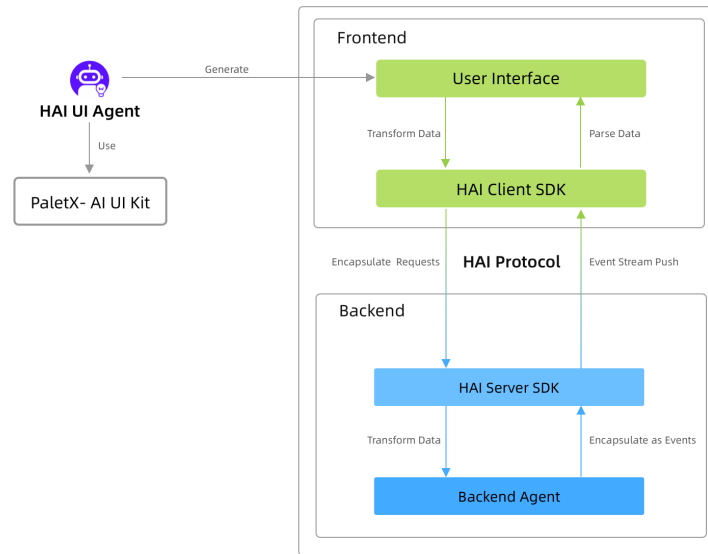 Frontend
Generate
User Interface
HAI UI Agent
Transform Data
Parse Data
Use
PaletX- AI UI Kit
HAI Client SDK
Encapsulate Requests
HAI Protocol
Event Stream Push
Backend
HAI Server SDK
Transform Data
Encapsulate as Events
Backend Agent